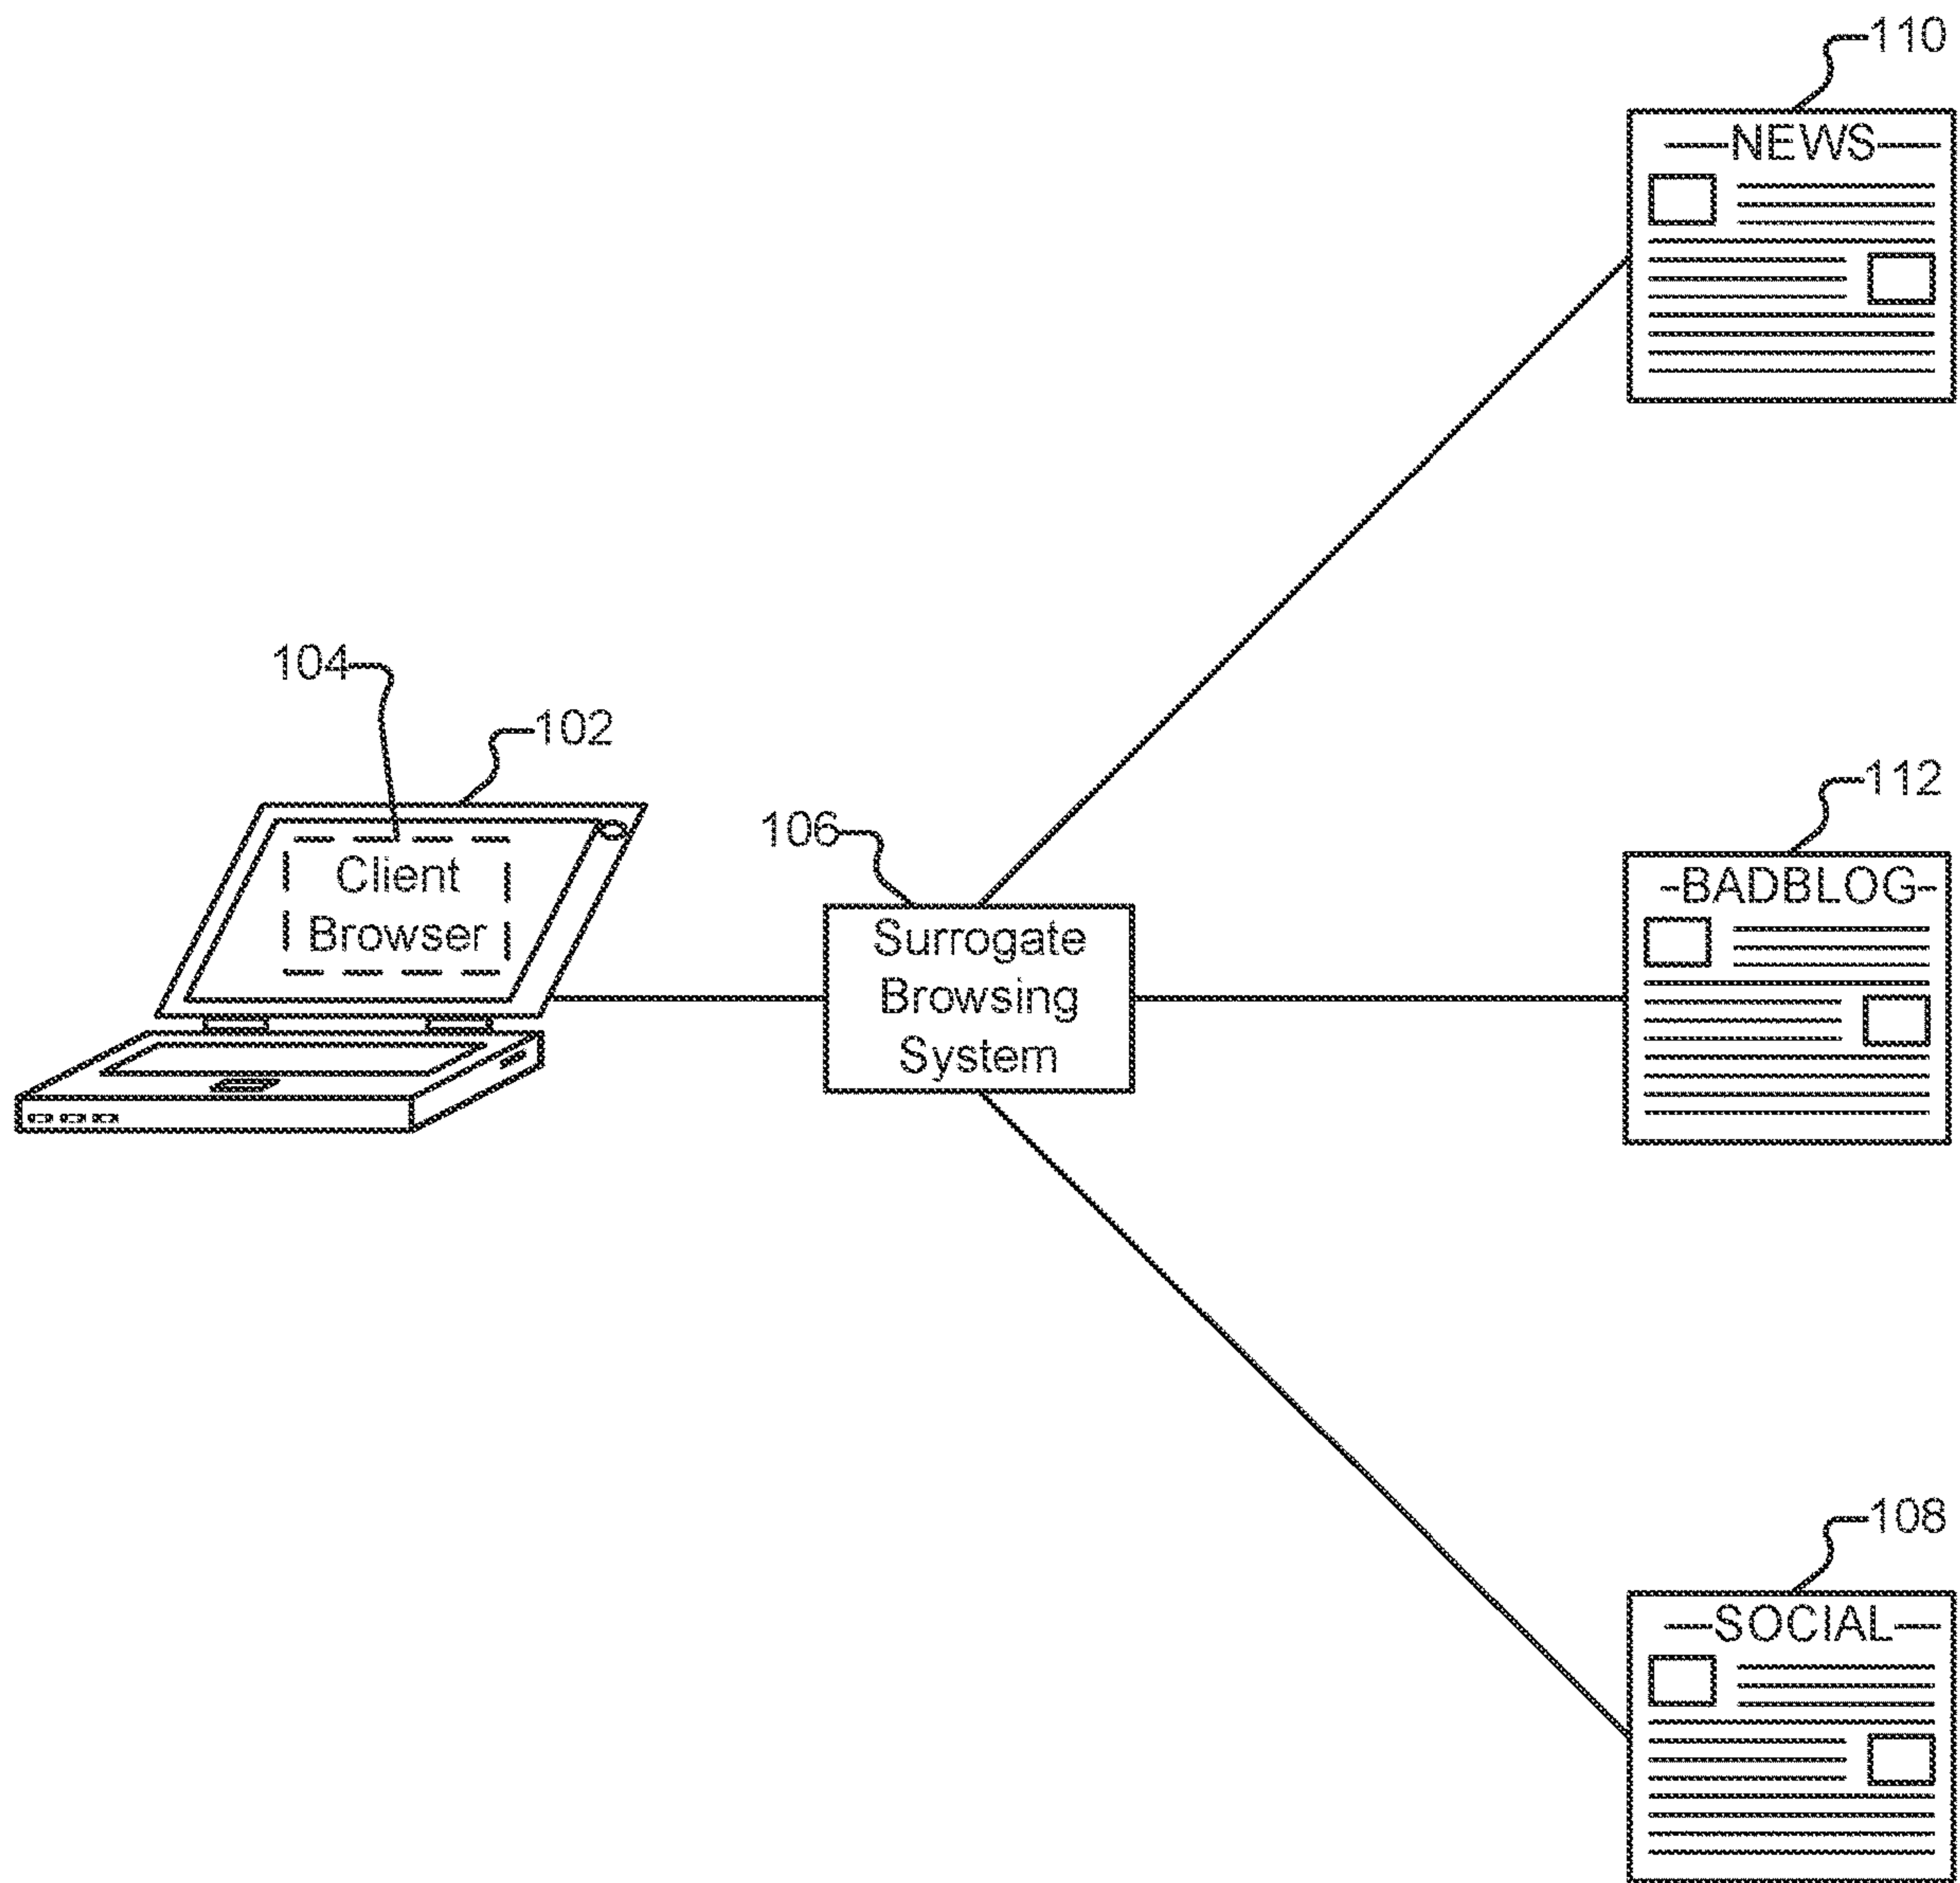 110
NEWS
104
102
Client
Browser
106
Surrogate
Browsing
System
112
-BADBLOG-
108
SOCIAL